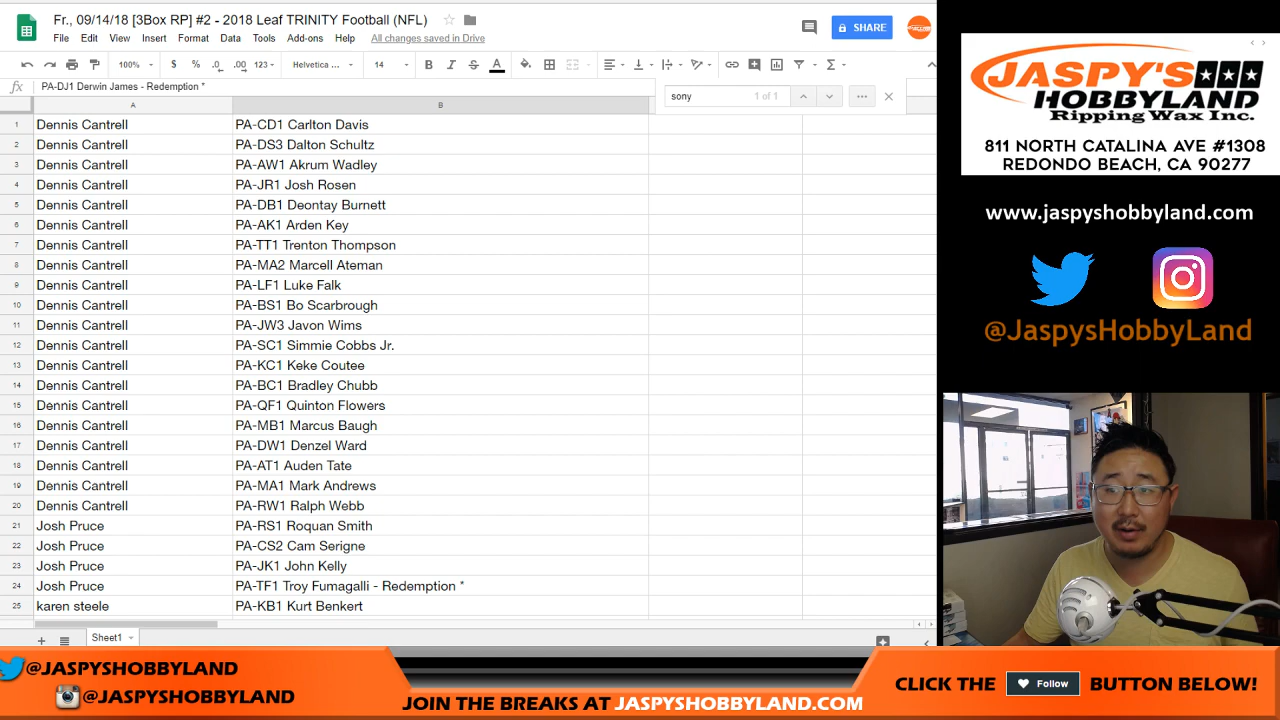 Fr., 09/14/18 [3Box RP] #2 - 2018 Leaf TRINITY Football (NFL)
File Edit View Insert Format Data Tools Add-ons Help All changes saved in Drive
SHARE
100% $ % .0 .00 123 Helvetica ... 14 B I S A
fx PA-DJ1 Derwin James - Redemption *
sony 1 of 1
A B
1 Dennis Cantrell PA-CD1 Carlton Davis
2 Dennis Cantrell PA-DS3 Dalton Schultz
3 Dennis Cantrell PA-AW1 Akrum Wadley
4 Dennis Cantrell PA-JR1 Josh Rosen
5 Dennis Cantrell PA-DB1 Deontay Burnett
6 Dennis Cantrell PA-AK1 Arden Key
7 Dennis Cantrell PA-TT1 Trenton Thompson
8 Dennis Cantrell PA-MA2 Marcell Ateman
9 Dennis Cantrell PA-LF1 Luke Falk
10 Dennis Cantrell PA-BS1 Bo Scarbrough
11 Dennis Cantrell PA-JW3 Javon Wims
12 Dennis Cantrell PA-SC1 Simmie Cobbs Jr.
13 Dennis Cantrell PA-KC1 Keke Coutee
14 Dennis Cantrell PA-BC1 Bradley Chubb
15 Dennis Cantrell PA-QF1 Quinton Flowers
16 Dennis Cantrell PA-MB1 Marcus Baugh
17 Dennis Cantrell PA-DW1 Denzel Ward
18 Dennis Cantrell PA-AT1 Auden Tate
19 Dennis Cantrell PA-MA1 Mark Andrews
20 Dennis Cantrell PA-RW1 Ralph Webb
21 Josh Pruce PA-RS1 Roquan Smith
22 Josh Pruce PA-CS2 Cam Serigne
23 Josh Pruce PA-JK1 John Kelly
24 Josh Pruce PA-TF1 Troy Fumagalli - Redemption *
25 karen steele PA-KB1 Kurt Benkert
Sheet1
JASPY'S
HOBBYLAND
Ripping Wax Inc.
811 NORTH CATALINA AVE #1308
REDONDO BEACH, CA 90277
www.jaspyshobbyland.com
@JaspysHobbyLand
@JASPYSHOBBYLAND
@JASPYSHOBBYLAND
JOIN THE BREAKS AT JASPYSHOBBYLAND.COM
CLICK THE Follow BUTTON BELOW!